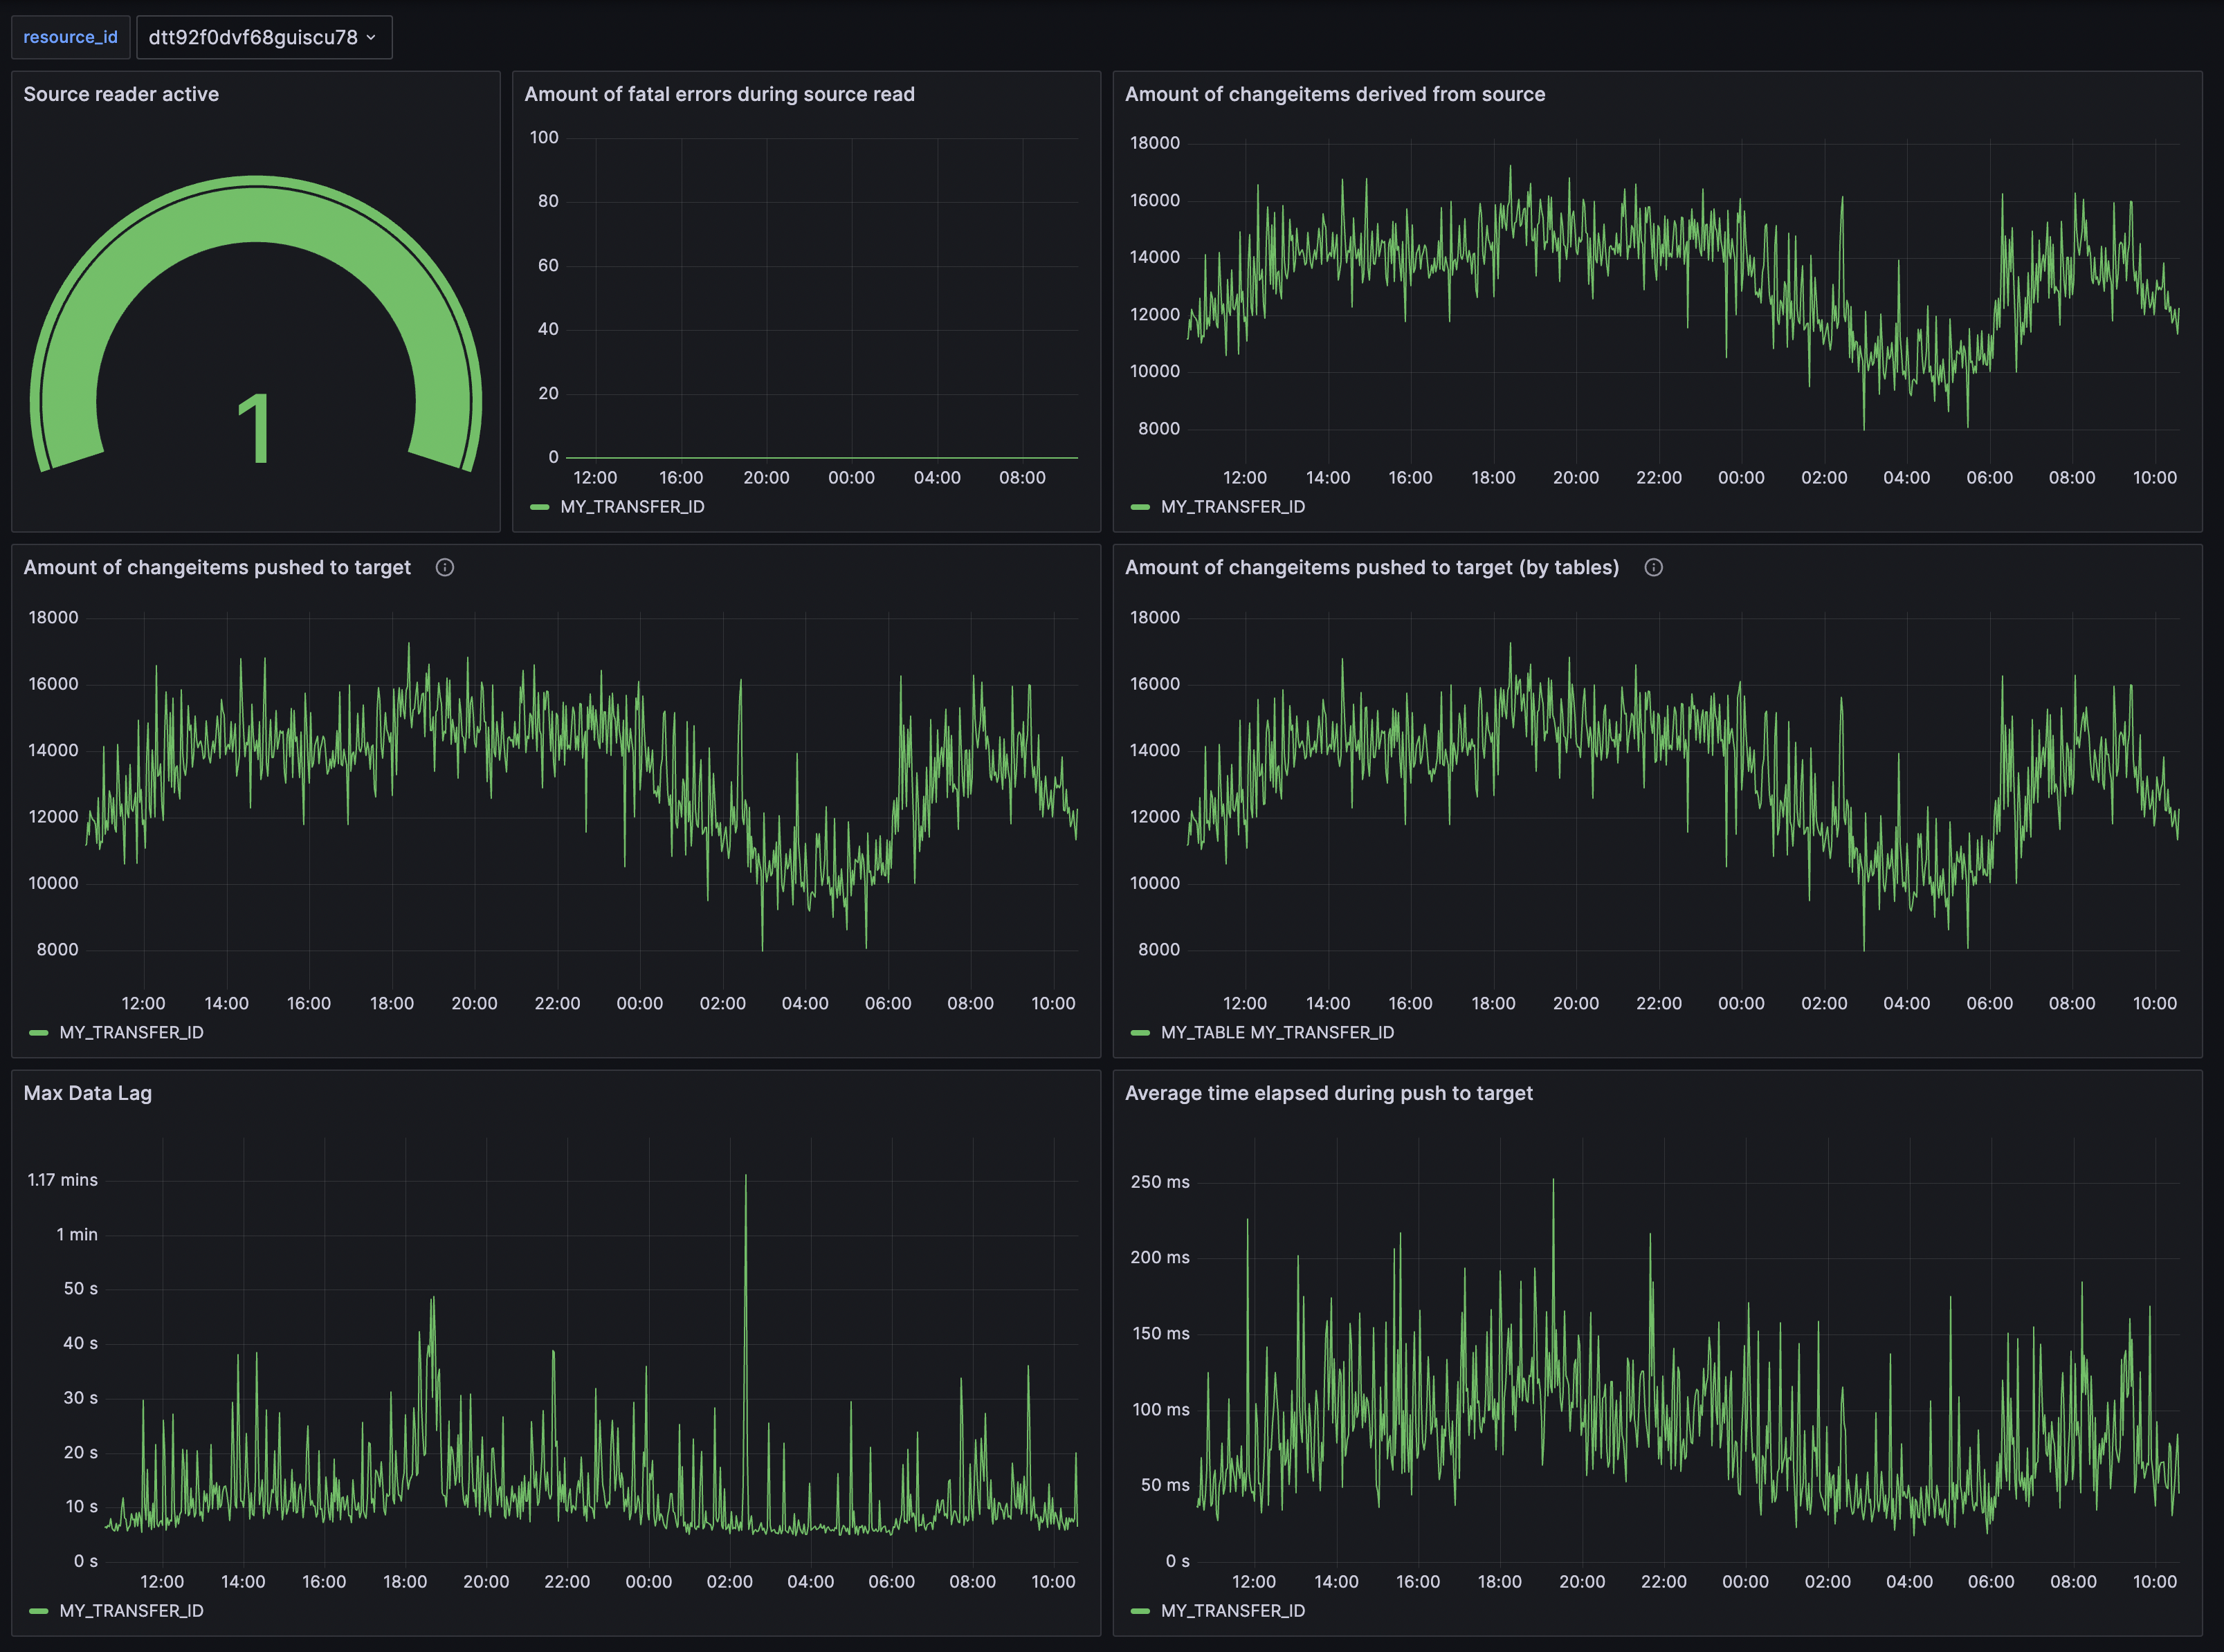 resource_id dtt92f0dvf68guiscu78
Source reader active
1
Amount of fatal errors during source read
100
80
60
40
20
0
12:00 16:00 20:00 00:00 04:00 08:00
MY_TRANSFER_ID
Amount of changeitems derived from source
18000
16000
14000
12000
10000
8000
12:00 14:00 16:00 18:00 20:00 22:00 00:00 02:00 04:00 06:00 08:00 10:00
MY_TRANSFER_ID
Amount of changeitems pushed to target
18000
16000
14000
12000
10000
8000
12:00 14:00 16:00 18:00 20:00 22:00 00:00 02:00 04:00 06:00 08:00 10:00
MY_TRANSFER_ID
Amount of changeitems pushed to target (by tables)
18000
16000
14000
12000
10000
8000
12:00 14:00 16:00 18:00 20:00 22:00 00:00 02:00 04:00 06:00 08:00 10:00
MY_TABLE MY_TRANSFER_ID
Max Data Lag
1.17 mins
1 min
50 s
40 s
30 s
20 s
10 s
0 s
12:00 14:00 16:00 18:00 20:00 22:00 00:00 02:00 04:00 06:00 08:00 10:00
MY_TRANSFER_ID
Average time elapsed during push to target
250 ms
200 ms
150 ms
100 ms
50 ms
0 s
12:00 14:00 16:00 18:00 20:00 22:00 00:00 02:00 04:00 06:00 08:00 10:00
MY_TRANSFER_ID